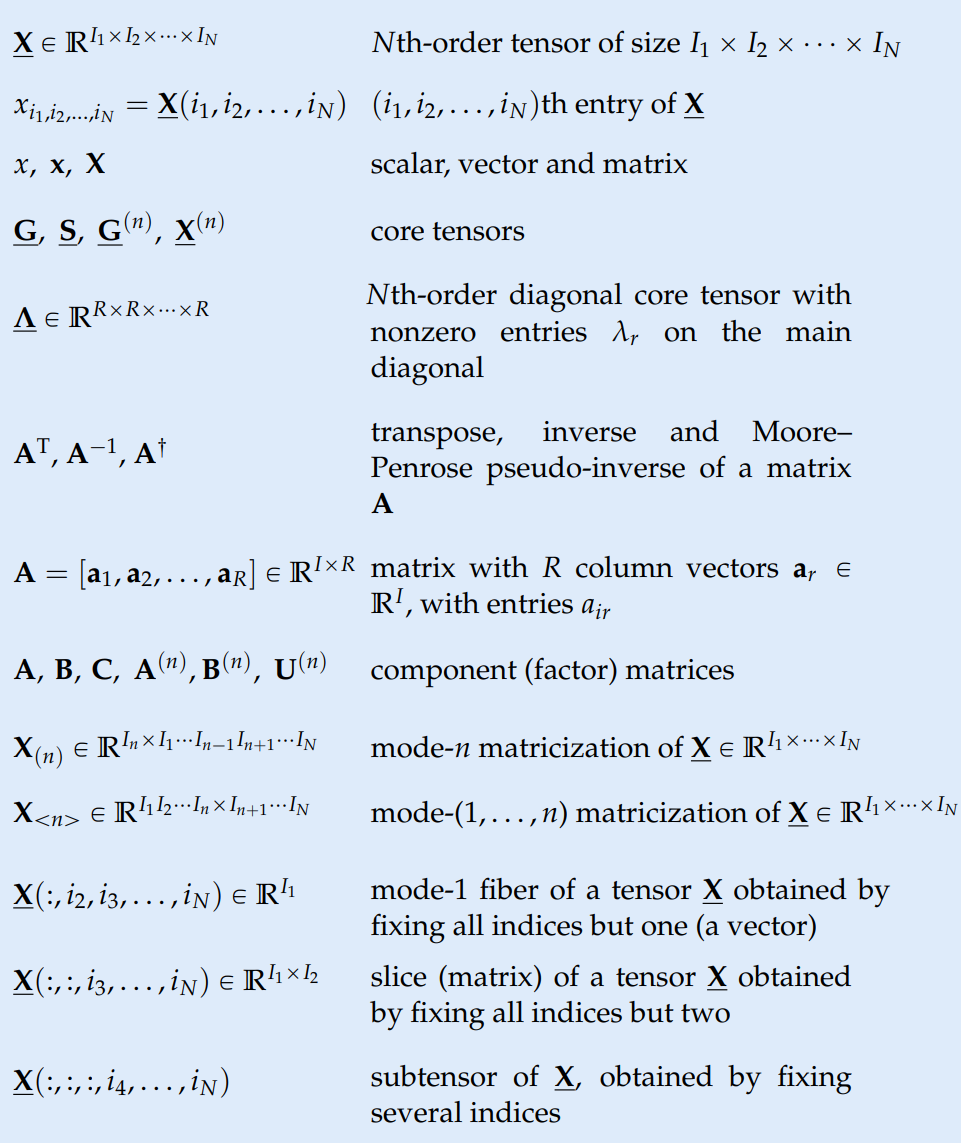 $\underline{\mathbf{X}} \in \mathbb{R}^{I_1 \times I_2 \times \cdots \times I_N}$ $N$th-order tensor of size $I_1 \times I_2 \times \cdots \times I_N$
$x_{i_1,i_2,\ldots,i_N} = \underline{\mathbf{X}}(i_1, i_2, \ldots, i_N)$ $(i_1, i_2, \ldots, i_N)$th entry of $\underline{\mathbf{X}}$
$x$, $\mathbf{x}$, $\mathbf{X}$ scalar, vector and matrix
$\underline{\mathbf{G}}$, $\underline{\mathbf{S}}$, $\underline{\mathbf{G}}^{(n)}$, $\underline{\mathbf{X}}^{(n)}$ core tensors
$\underline{\mathbf{\Lambda}} \in \mathbb{R}^{R \times R \times \cdots \times R}$ $N$th-order diagonal core tensor with
nonzero entries $\lambda_r$ on the main
diagonal
$\mathbf{A}^{\mathrm{T}}$, $\mathbf{A}^{-1}$, $\mathbf{A}^{\dagger}$ transpose, inverse and Moore–
Penrose pseudo-inverse of a matrix
$\mathbf{A}$
$\mathbf{A} = [\mathbf{a}_1, \mathbf{a}_2, \ldots, \mathbf{a}_R] \in \mathbb{R}^{I \times R}$ matrix with $R$ column vectors $\mathbf{a}_r \in$
$\mathbb{R}^I$, with entries $a_{ir}$
$\mathbf{A}$, $\mathbf{B}$, $\mathbf{C}$, $\mathbf{A}^{(n)}$, $\mathbf{B}^{(n)}$, $\mathbf{U}^{(n)}$ component (factor) matrices
$\mathbf{X}_{(n)} \in \mathbb{R}^{I_n \times I_1 \cdots I_{n-1} I_{n+1} \cdots I_N}$ mode-$n$ matricization of $\underline{\mathbf{X}} \in \mathbb{R}^{I_1 \times \cdots \times I_N}$
$\mathbf{X}_{<n>} \in \mathbb{R}^{I_1 I_2 \cdots I_n \times I_{n+1} \cdots I_N}$ mode-$(1, \ldots, n)$ matricization of $\underline{\mathbf{X}} \in \mathbb{R}^{I_1 \times \cdots \times I_N}$
$\underline{\mathbf{X}}(:, i_2, i_3, \ldots, i_N) \in \mathbb{R}^{I_1}$ mode-1 fiber of a tensor $\underline{\mathbf{X}}$ obtained by
fixing all indices but one (a vector)
$\underline{\mathbf{X}}(:, :, i_3, \ldots, i_N) \in \mathbb{R}^{I_1 \times I_2}$ slice (matrix) of a tensor $\underline{\mathbf{X}}$ obtained
by fixing all indices but two
$\underline{\mathbf{X}}(:, :, :, i_4, \ldots, i_N)$ subtensor of $\underline{\mathbf{X}}$, obtained by fixing
several indices